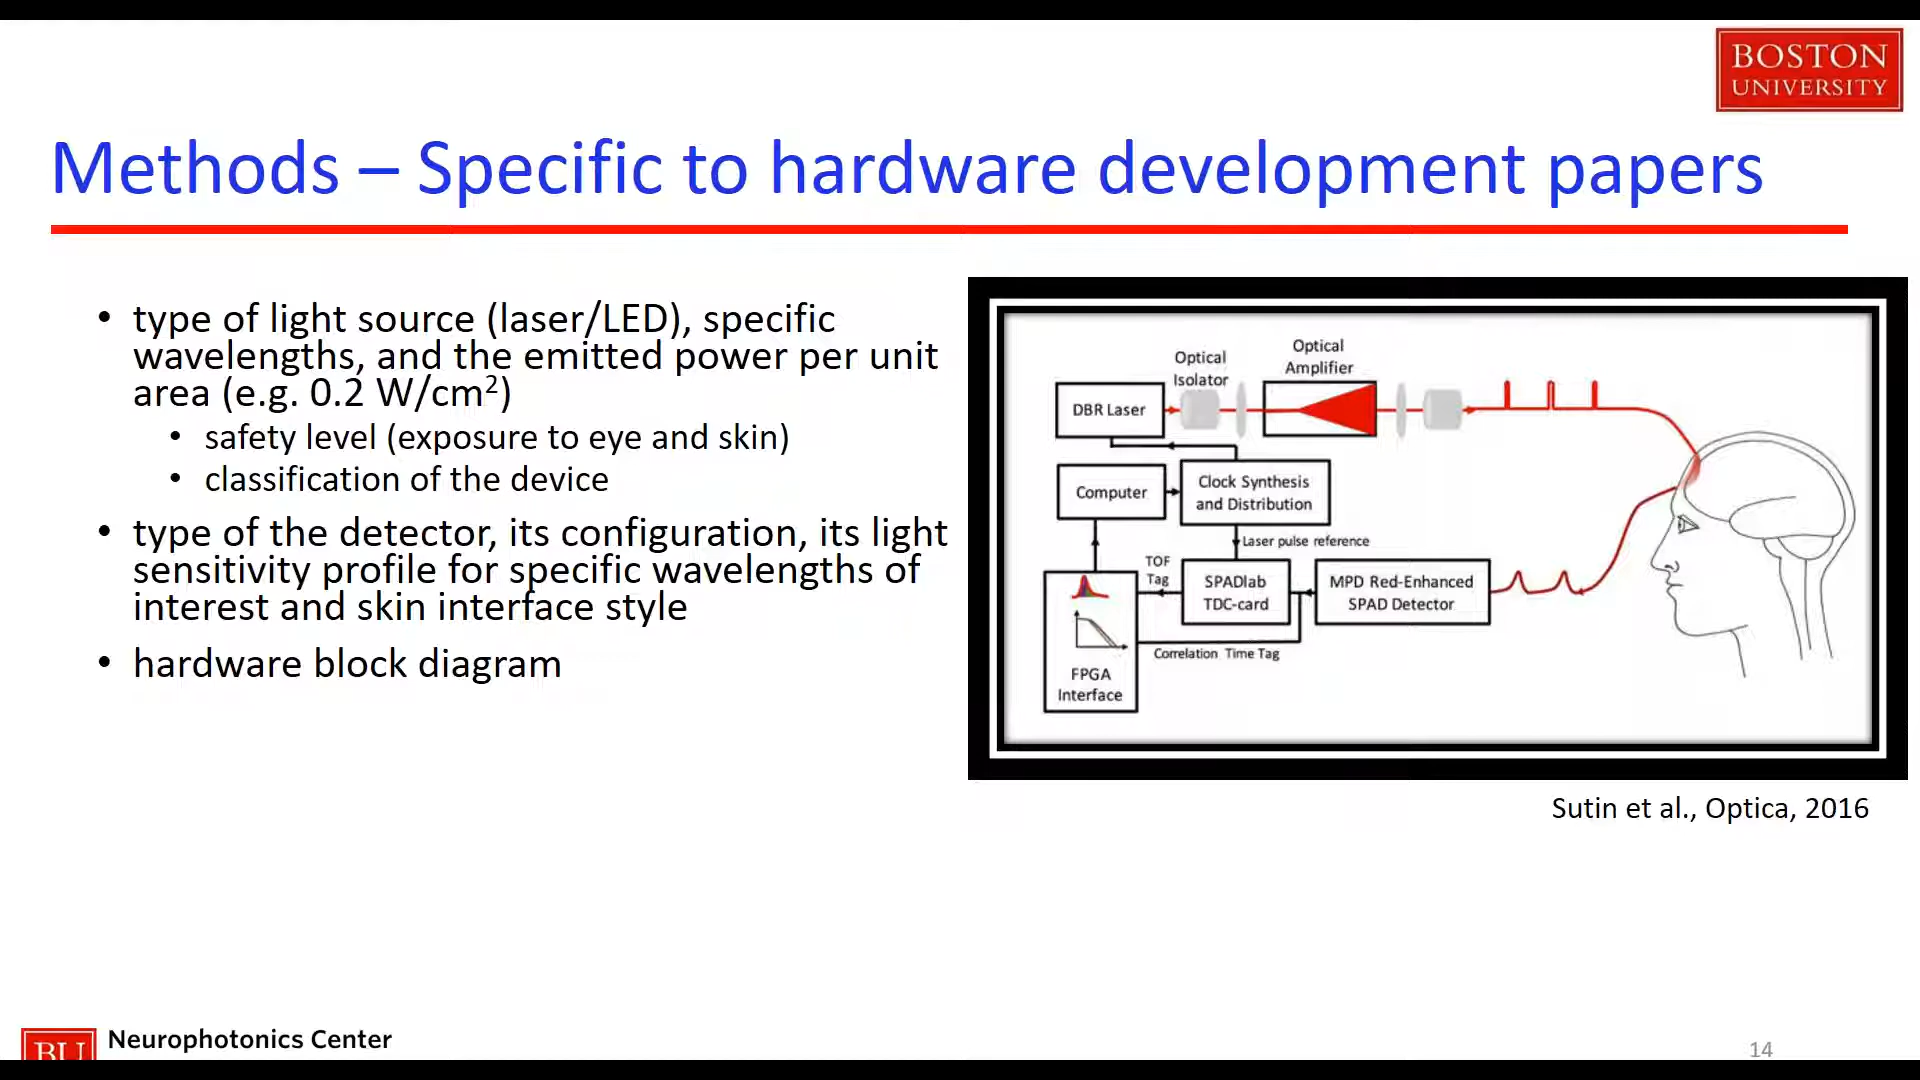 BOSTON
UNIVERSITY
Methods – Specific to hardware development papers
• type of light source (laser/LED), specific
wavelengths, and the emitted power per unit
area (e.g. 0.2 W/cm²)
• safety level (exposure to eye and skin)
• classification of the device
• type of the detector, its configuration, its light
sensitivity profile for specific wavelengths of
interest and skin interface style
• hardware block diagram
Optical
Isolator
Optical
Amplifier
DBR Laser
Computer
Clock Synthesis
and Distribution
Laser pulse reference
TOF
Tag
SPADlab
TDC-card
MPD Red-Enhanced
SPAD Detector
Correlation Time Tag
FPGA
Interface
Sutin et al., Optica, 2016
BU
Neurophotonics Center
14